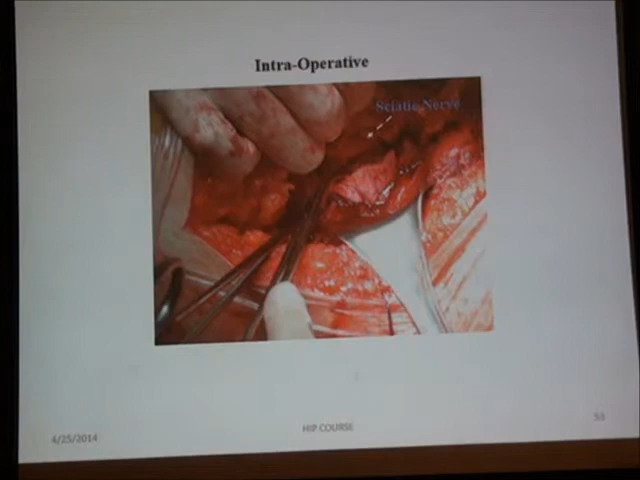 Intra-Operative
Sciatic Nerve
4/25/2014
HIP COURSE
53